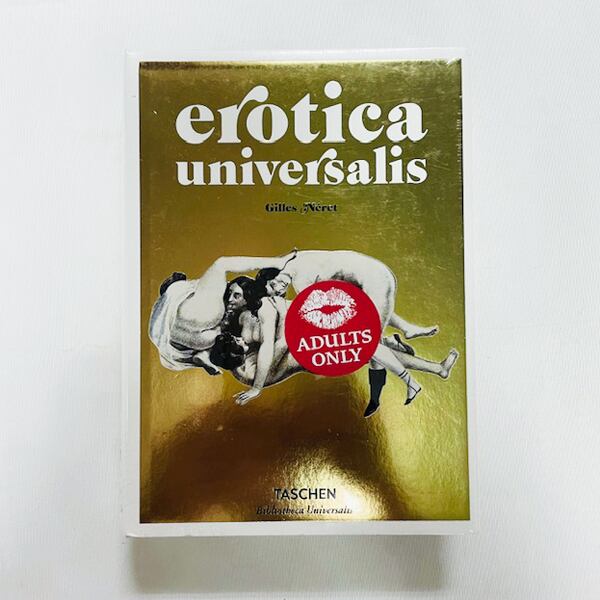 erotica
universalis
Gilles Néret
ADULTS
ONLY
TASCHEN
Bibliotheca Universalis